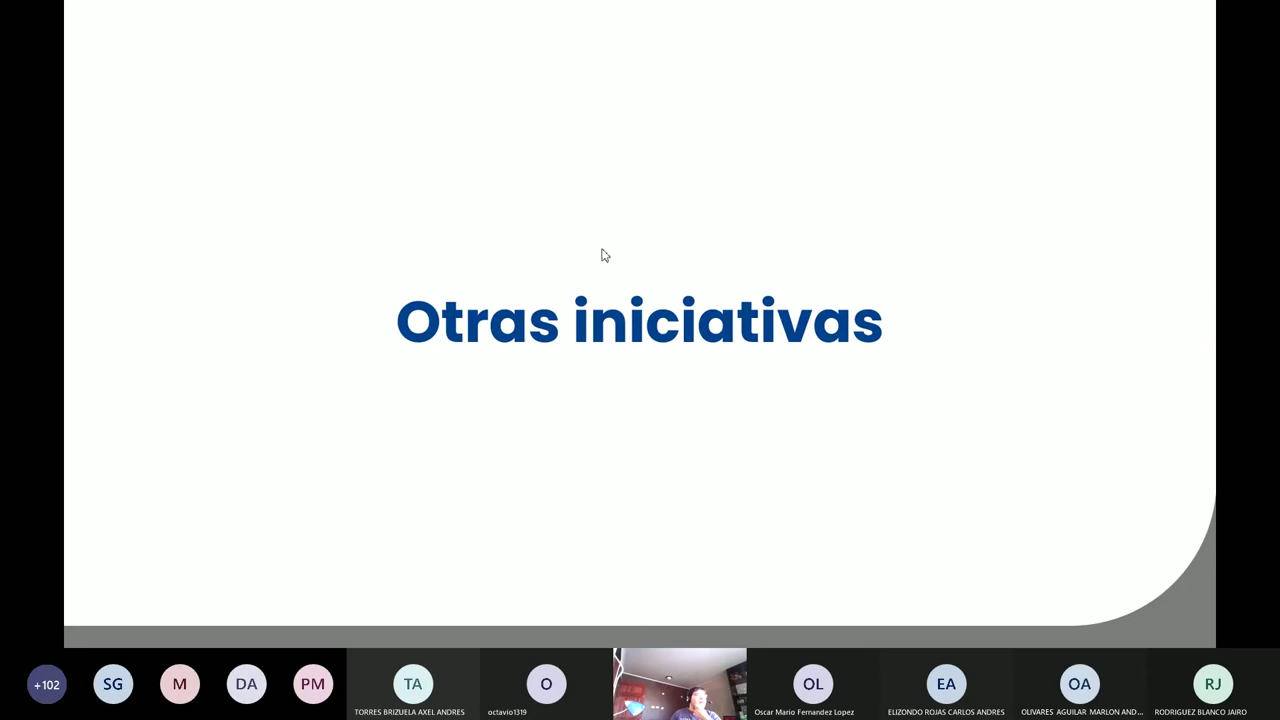 Otras iniciativas
+102
SG
M
DA
PM
TA
TORRES BRIZUELA AXEL ANDRES
O
octavio1319
OL
Oscar Mario Fernandez Lopez
EA
ELIZONDO ROJAS CARLOS ANDRES
OA
OLIVARES AGUILAR MARLON AND...
RJ
RODRIGUEZ BLANCO JAIRO